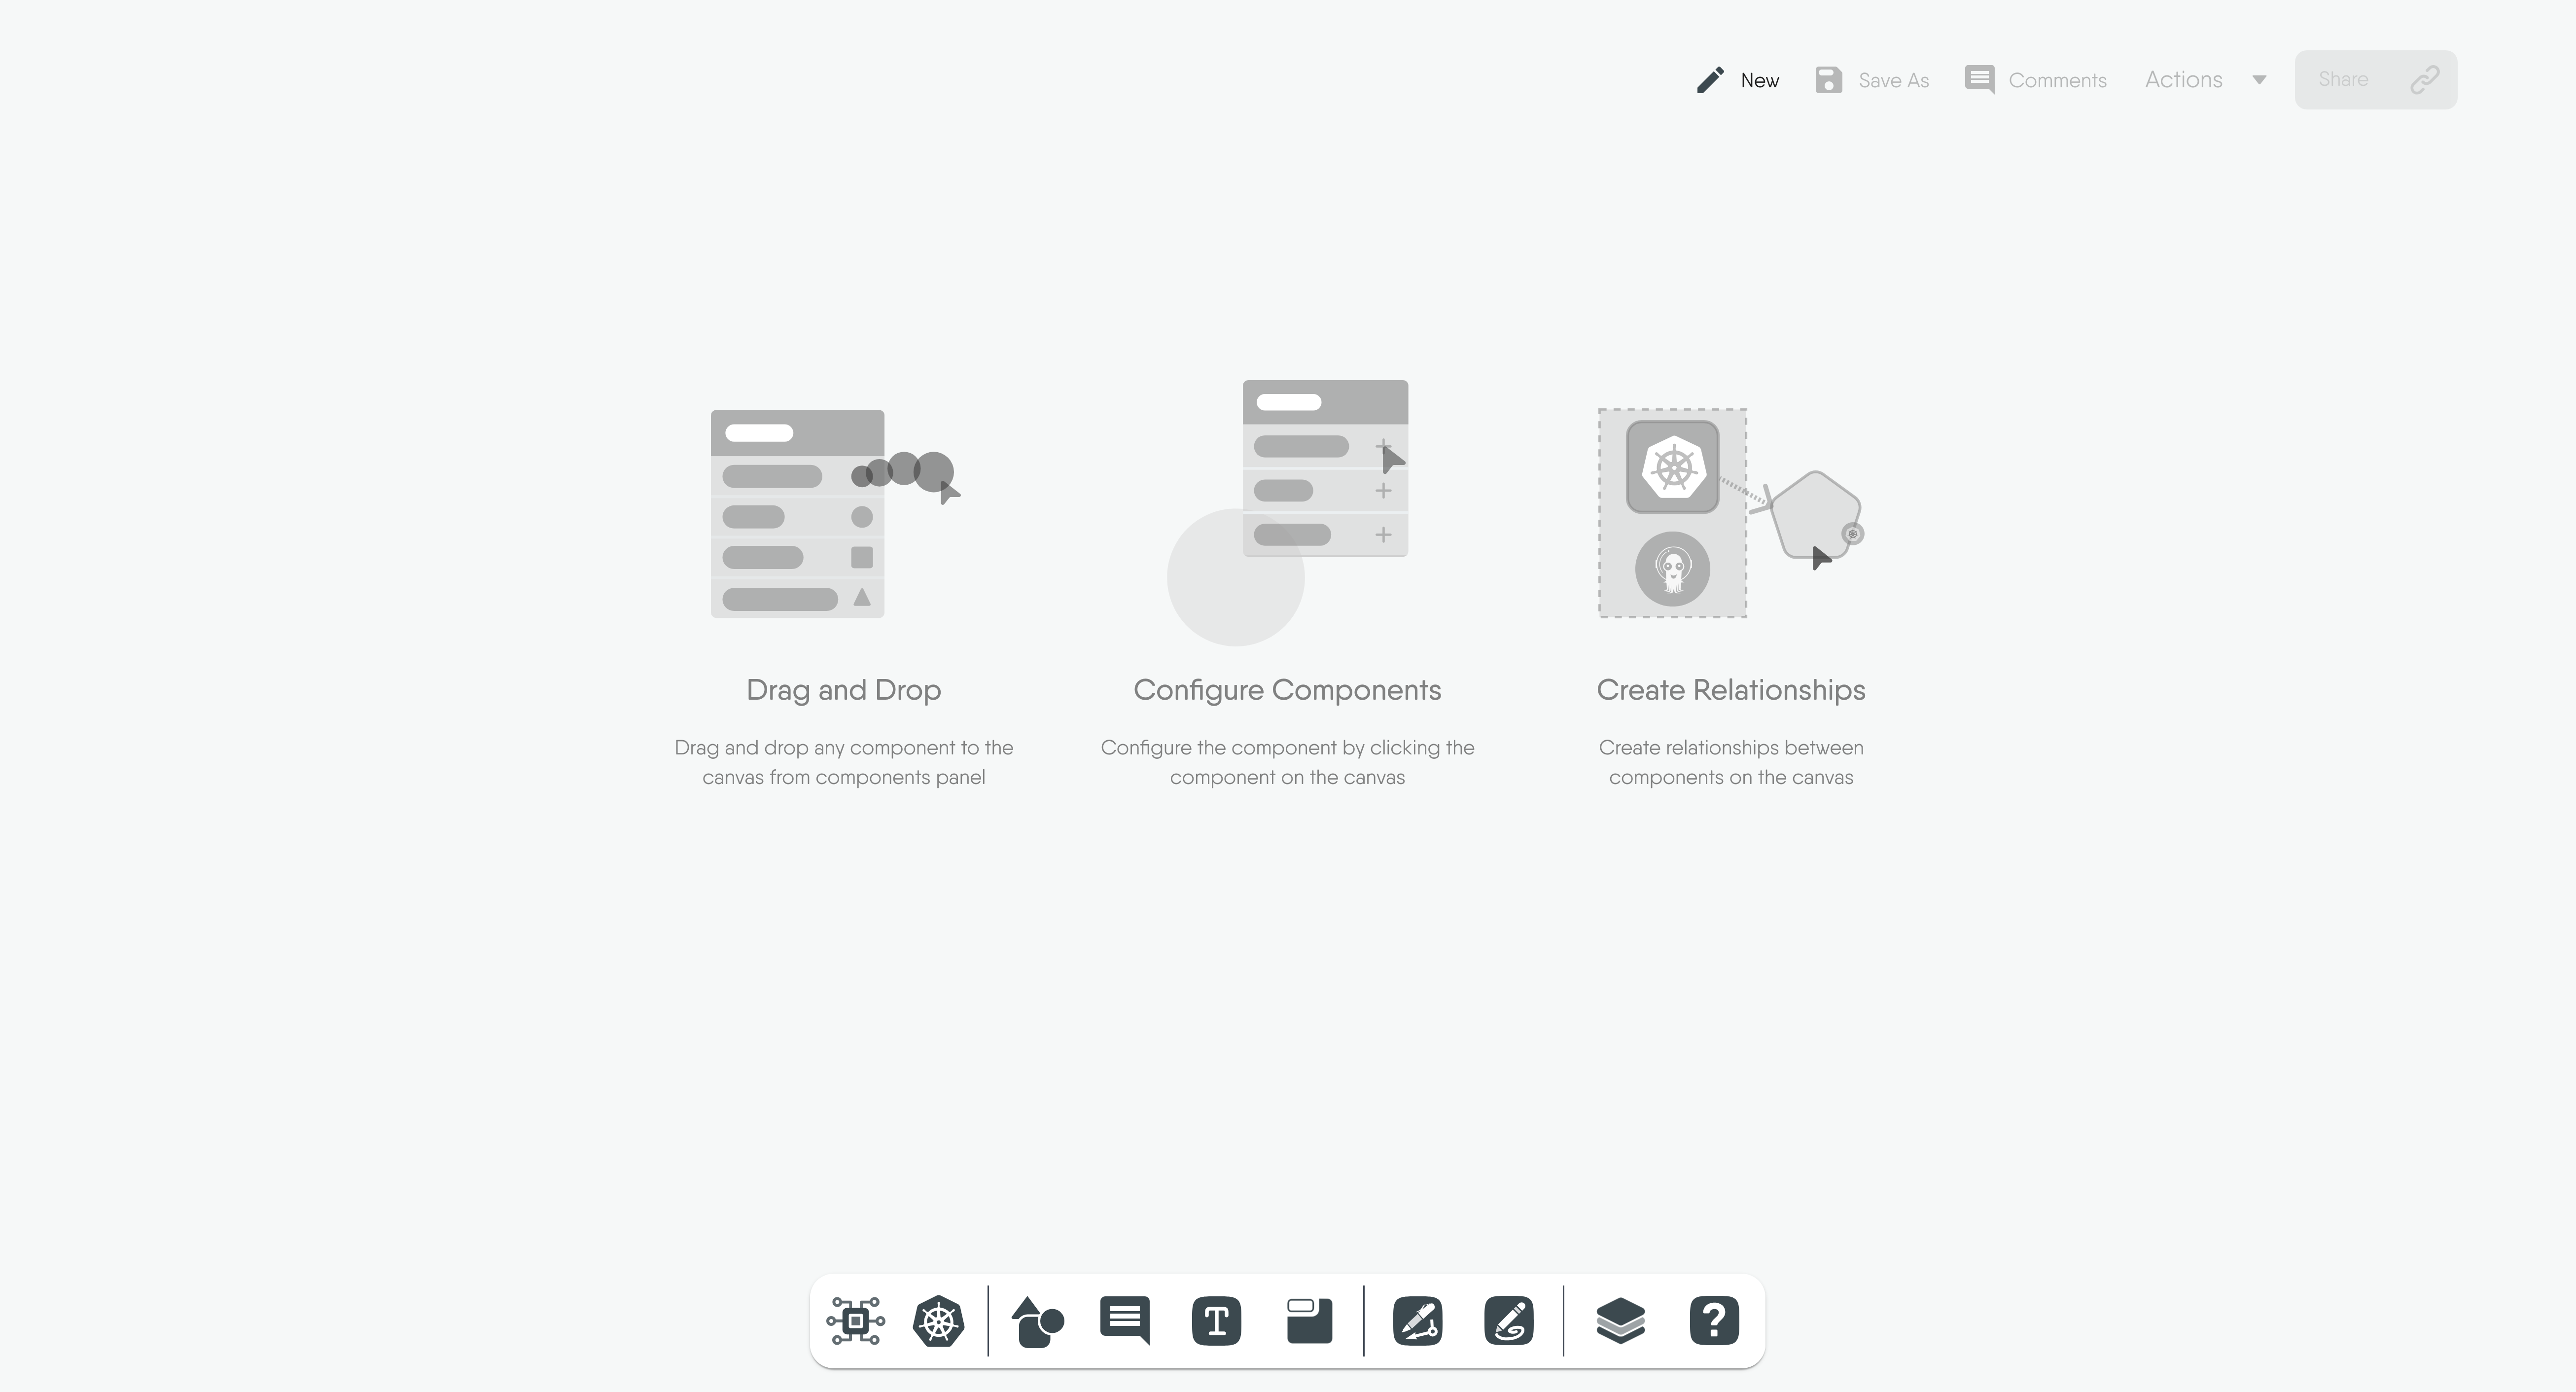 New
Save As
Comments
Actions
Share
Drag and Drop
Drag and drop any component to the
canvas from components panel
Configure Components
Configure the component by clicking the
component on the canvas
Create Relationships
Create relationships between
components on the canvas
T
?